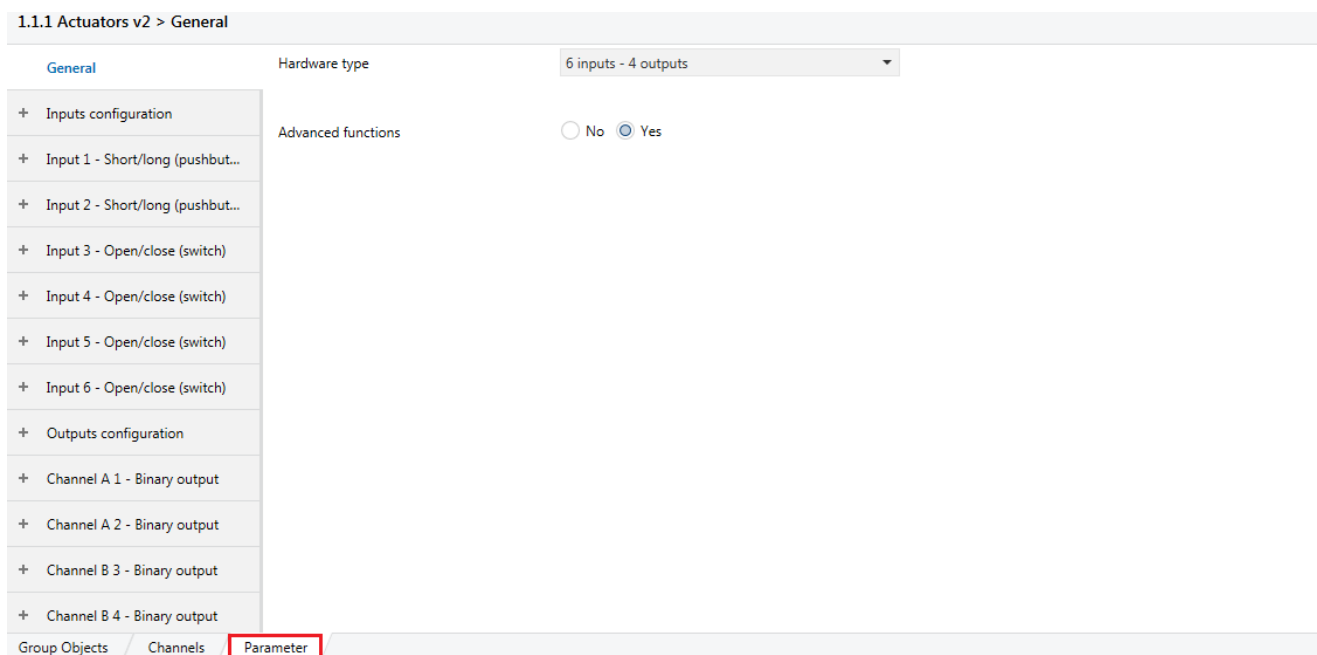 1.1.1 Actuators v2 > General
General
Hardware type
6 inputs - 4 outputs
+ Inputs configuration
Advanced functions
No Yes
+ Input 1 - Short/long (pushbut...
+ Input 2 - Short/long (pushbut...
+ Input 3 - Open/close (switch)
+ Input 4 - Open/close (switch)
+ Input 5 - Open/close (switch)
+ Input 6 - Open/close (switch)
+ Outputs configuration
+ Channel A 1 - Binary output
+ Channel A 2 - Binary output
+ Channel B 3 - Binary output
+ Channel B 4 - Binary output
Group Objects / Channels / Parameter